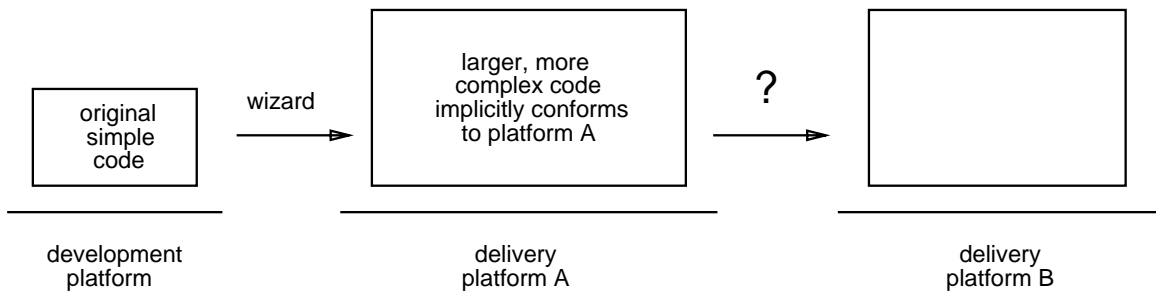 original
simple
code
wizard
larger, more
complex code
implicitly conforms
to platform A
?
development
platform
delivery
platform A
delivery
platform B